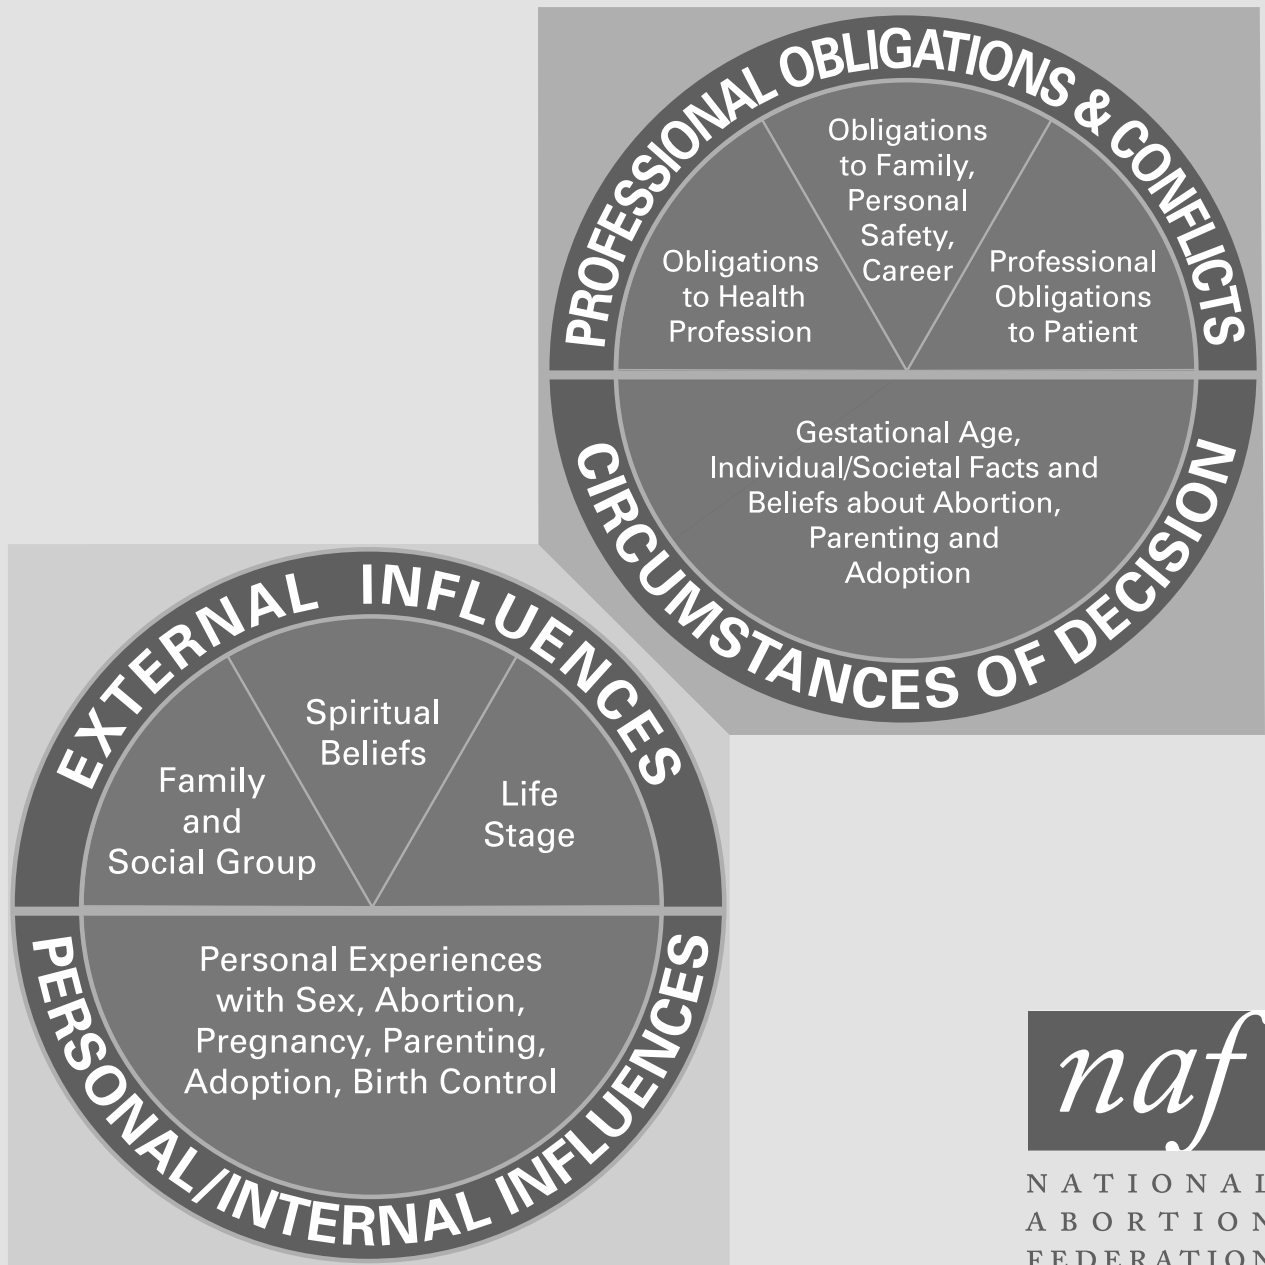 PROFESSIONAL OBLIGATIONS & CONFLICTS
Obligations
to Family,
Personal
Safety,
Career
Obligations
to Health
Profession
Professional
Obligations
to Patient
Gestational Age,
Individual/Societal Facts and
Beliefs about Abortion,
Parenting and
Adoption
CIRCUMSTANCES OF DECISION
EXTERNAL INFLUENCES
Spiritual
Beliefs
Family
and
Social Group
Life
Stage
Personal Experiences
with Sex, Abortion,
Pregnancy, Parenting,
Adoption, Birth Control
PERSONAL/INTERNAL INFLUENCES
naf
NATIONAL
ABORTION
FEDERATION